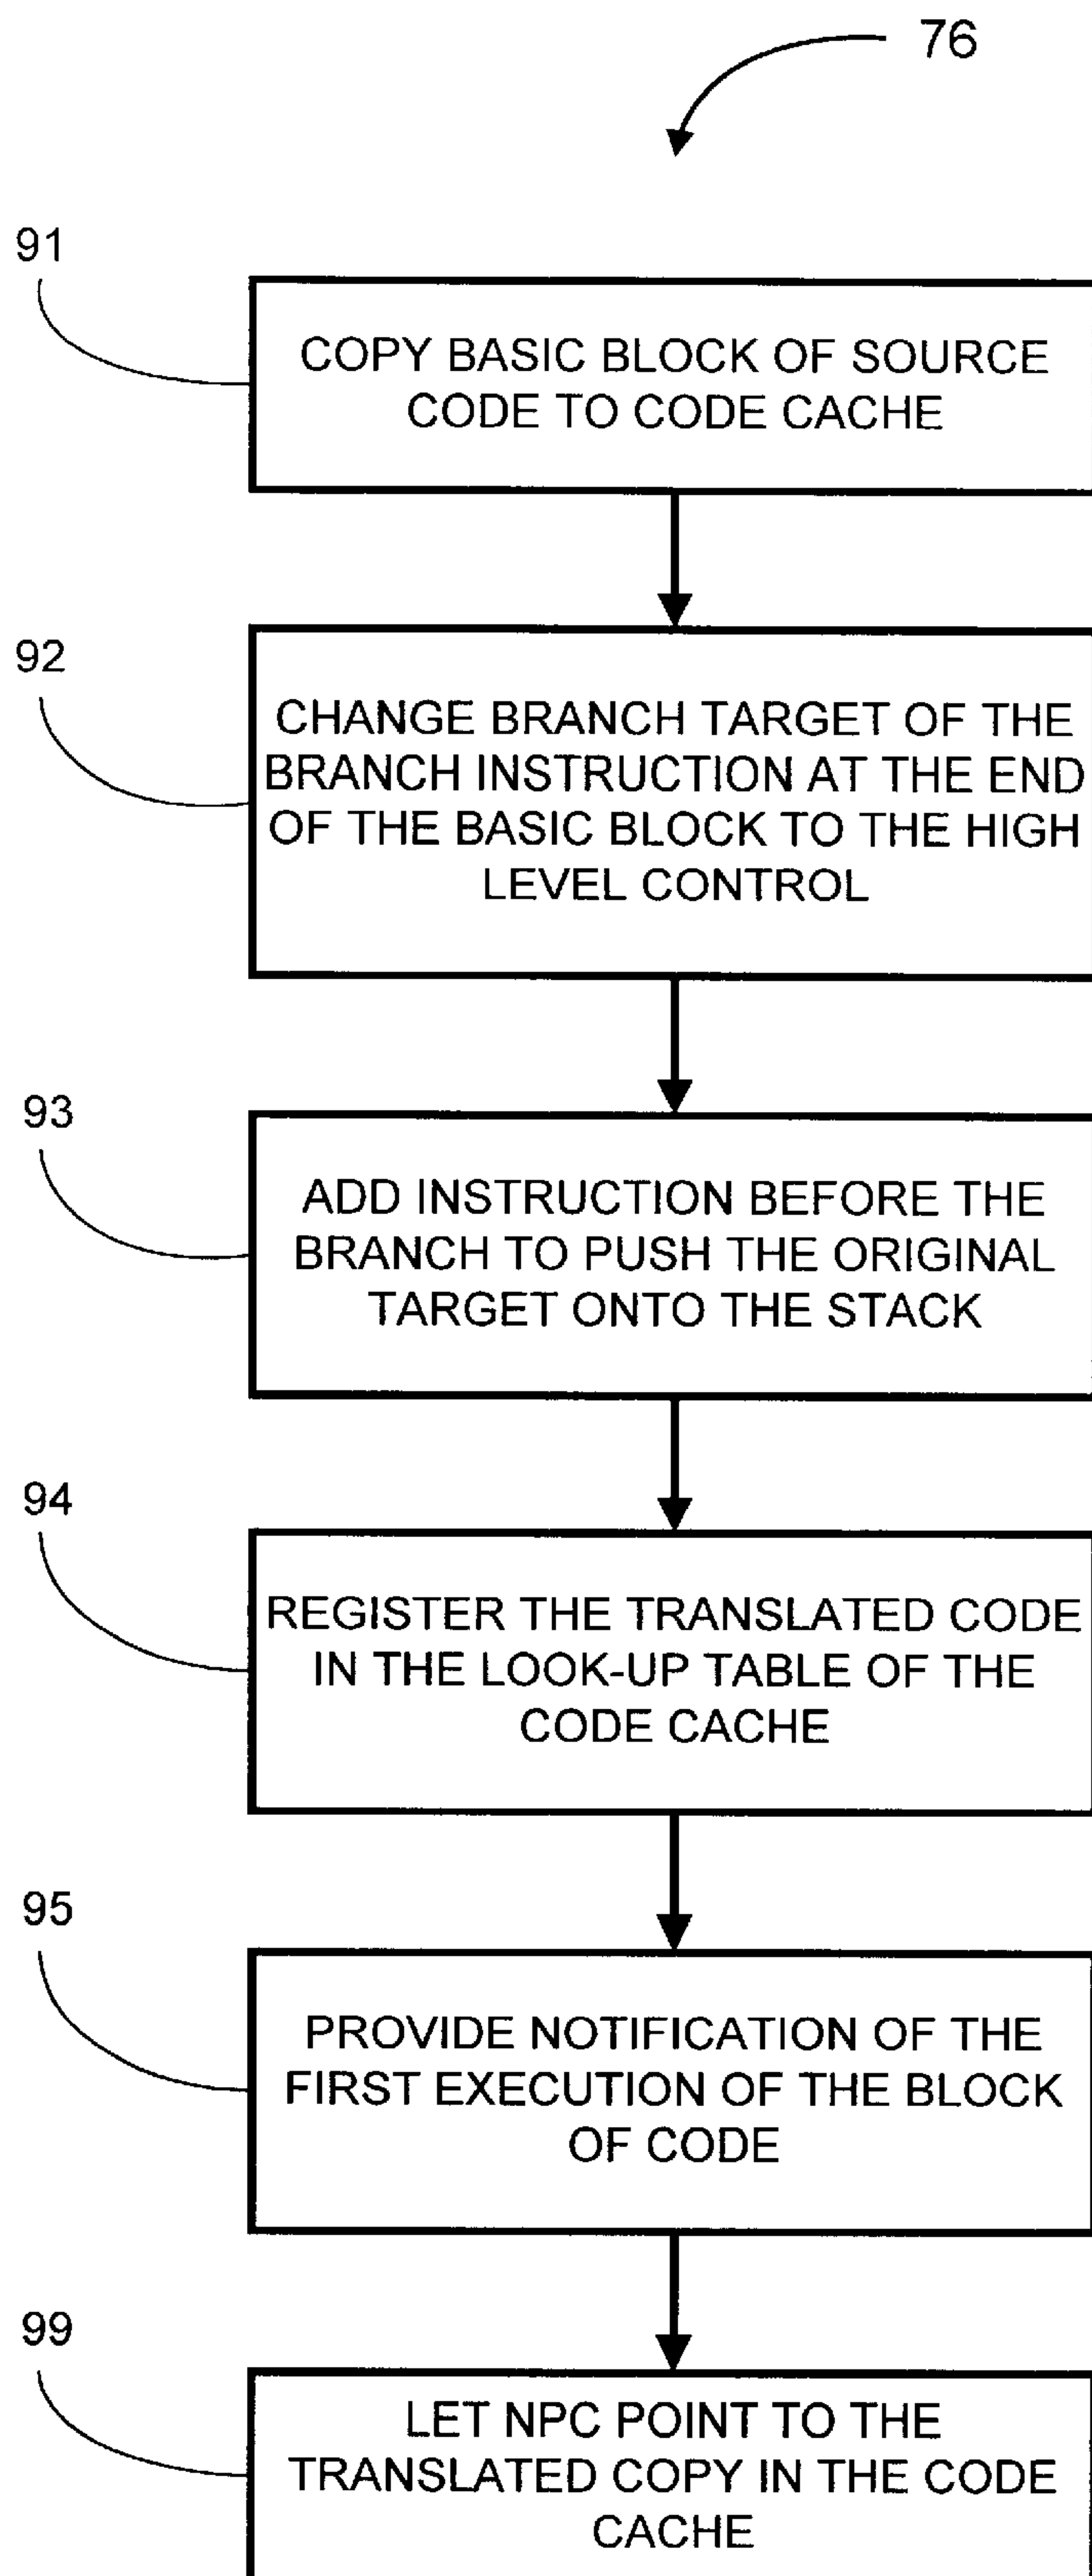 76
91
COPY BASIC BLOCK OF SOURCE
CODE TO CODE CACHE
92
CHANGE BRANCH TARGET OF THE
BRANCH INSTRUCTION AT THE END
OF THE BASIC BLOCK TO THE HIGH
LEVEL CONTROL
93
ADD INSTRUCTION BEFORE THE
BRANCH TO PUSH THE ORIGINAL
TARGET ONTO THE STACK
94
REGISTER THE TRANSLATED CODE
IN THE LOOK-UP TABLE OF THE
CODE CACHE
95
PROVIDE NOTIFICATION OF THE
FIRST EXECUTION OF THE BLOCK
OF CODE
99
LET NPC POINT TO THE
TRANSLATED COPY IN THE CODE
CACHE